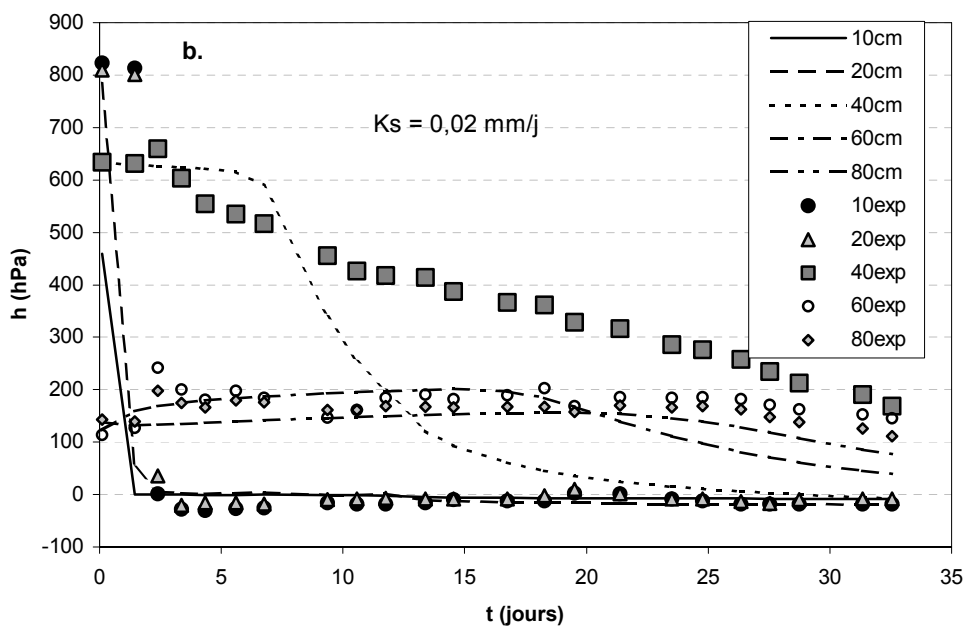 900
800
700
600
500
400
300
200
100
0
-100
h (hPa)
b.
Ks = 0,02 mm/j
10cm
20cm
40cm
60cm
80cm
10exp
20exp
40exp
60exp
80exp
0 5 10 15 20 25 30 35
t (jours)